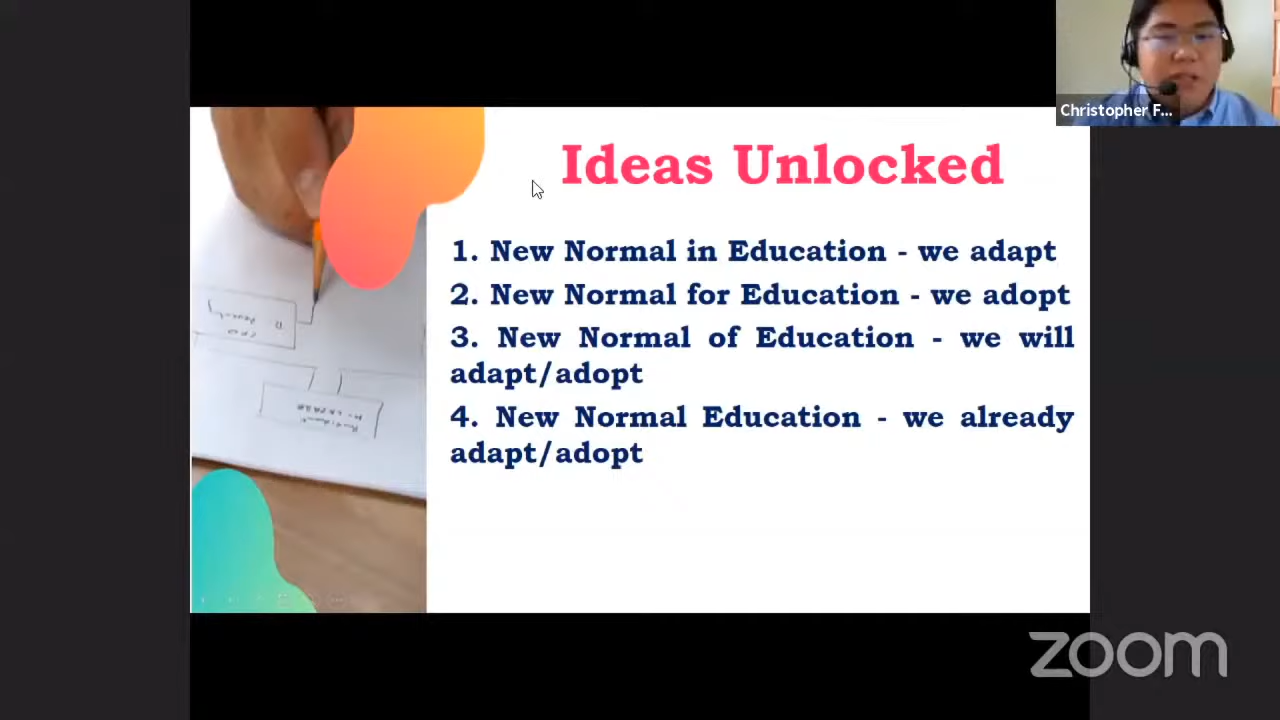 Christopher F...
Ideas Unlocked
1. New Normal in Education - we adapt
2. New Normal for Education - we adopt
3. New Normal of Education - we will
adapt/adopt
4. New Normal Education - we already
adapt/adopt
zoom